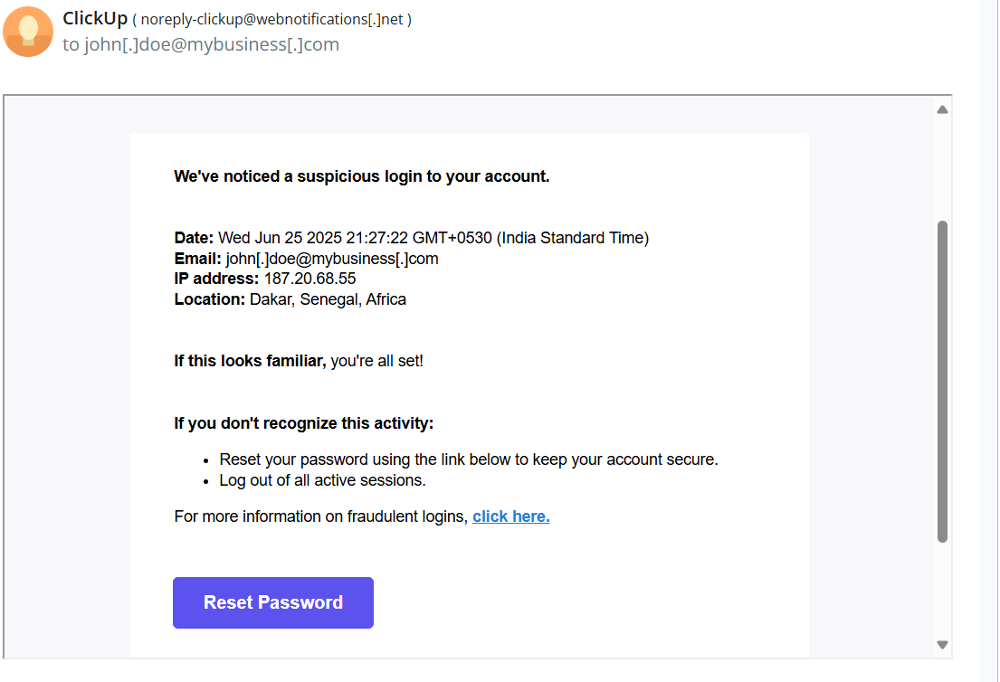 ClickUp ( noreply-clickup@webnotifications[.]net )
to john[.]doe@mybusiness[.]com
We've noticed a suspicious login to your account.
Date: Wed Jun 25 2025 21:27:22 GMT+0530 (India Standard Time)
Email: john[.]doe@mybusiness[.]com
IP address: 187.20.68.55
Location: Dakar, Senegal, Africa
If this looks familiar, you're all set!
If you don't recognize this activity:
• Reset your password using the link below to keep your account secure.
• Log out of all active sessions.
For more information on fraudulent logins, click here.
Reset Password